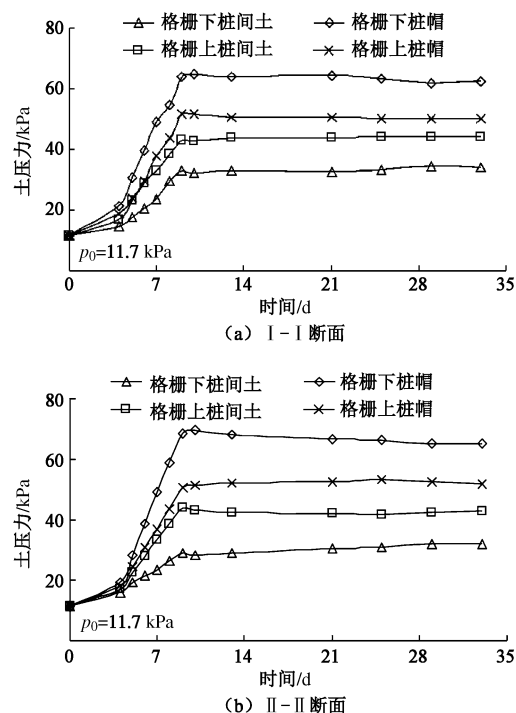 格栅下桩间土 格栅下桩帽
格栅上桩间土 格栅上桩帽
80
60
40
20
土压力/kPa
p₀=11.7 kPa
0 7 14 21 28 35
时间/d
（a）Ⅰ-Ⅰ断面
格栅下桩间土 格栅下桩帽
格栅上桩间土 格栅上桩帽
80
60
40
20
土压力/kPa
p₀=11.7 kPa
0 7 14 21 28 35
时间/d
（b）Ⅱ-Ⅱ断面